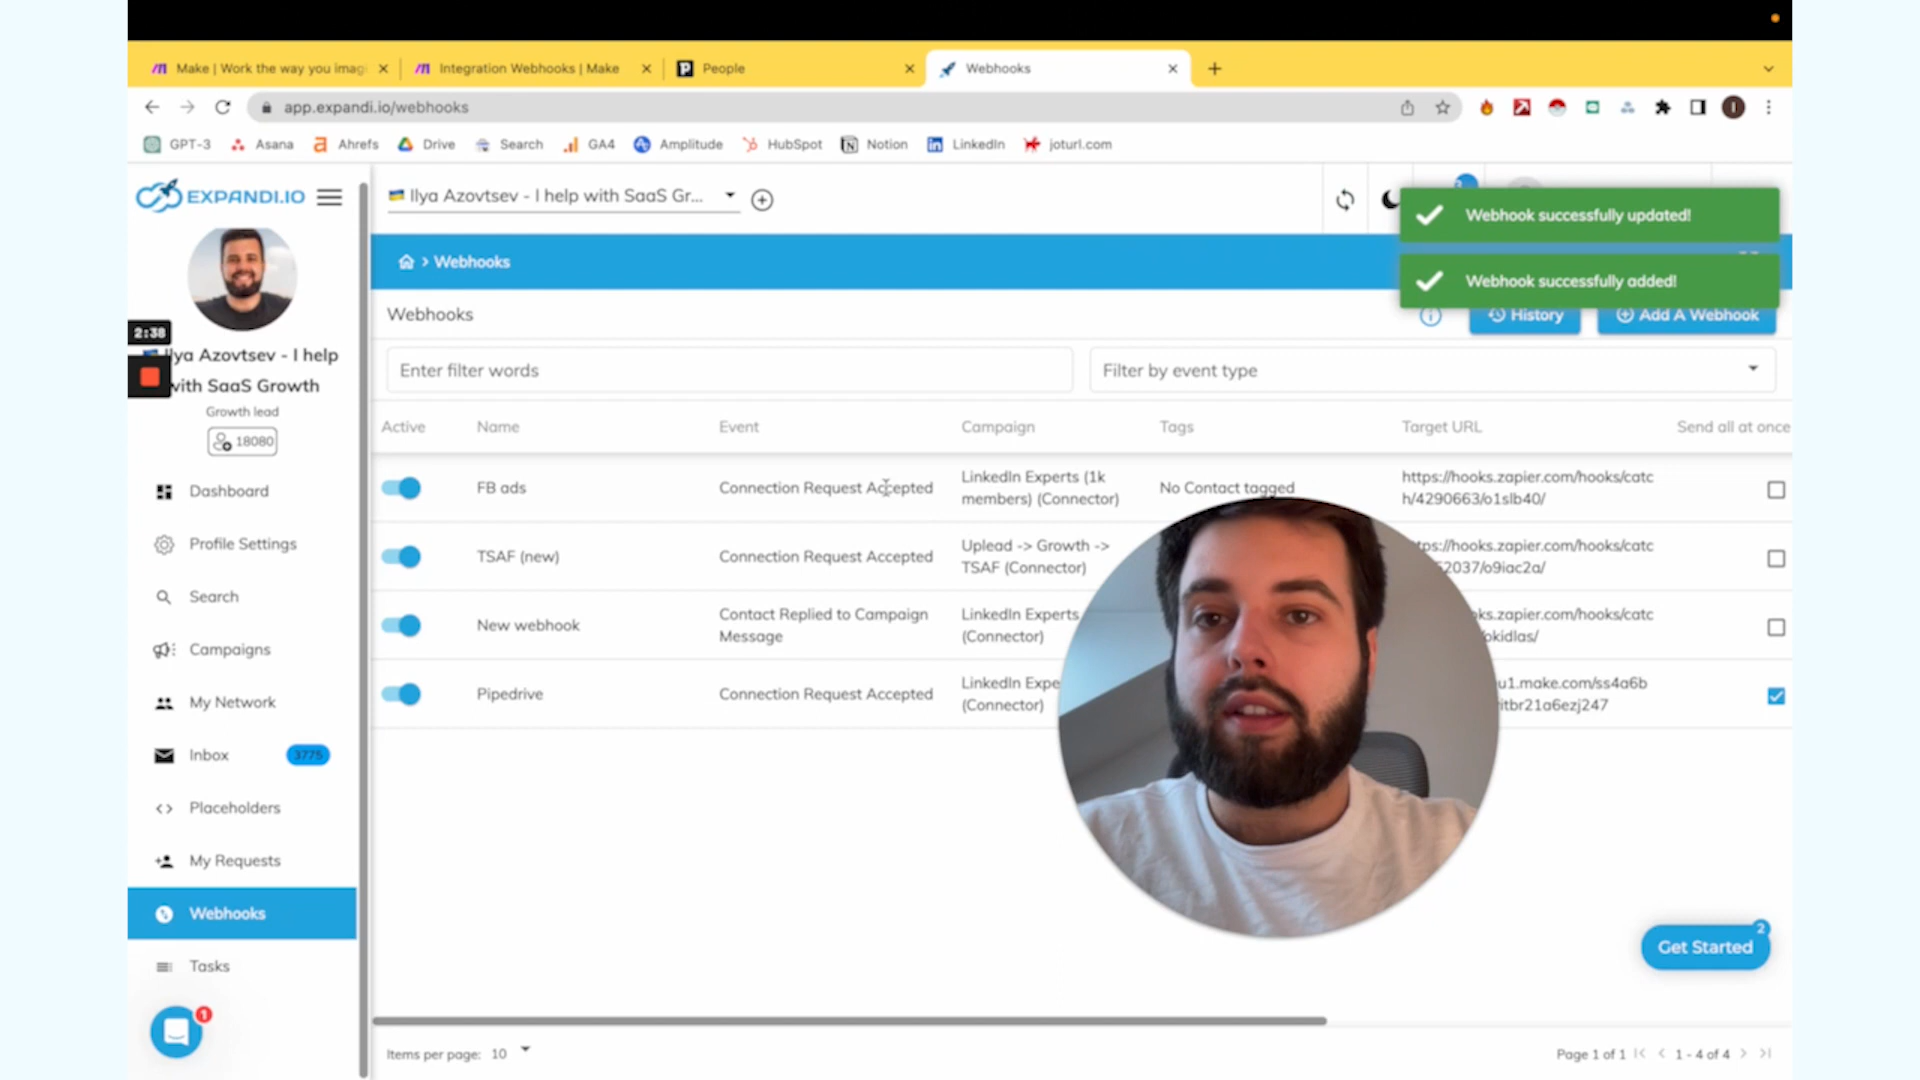 Make | Work the way you imag
Integration Webhooks | Make
People
Webhooks
app.expandi.io/webhooks
GPT-3
Asana
Ahrefs
Drive
Search
GA4
Amplitude
HubSpot
Notion
LinkedIn
joturl.com
EXPANDI.IO
Ilya Azovtsev - I help with SaaS Gr...
Webhook successfully updated!
Webhook successfully added!
> Webhooks
2:38
Ilya Azovtsev - I help
with SaaS Growth
Growth lead
18080
Dashboard
Profile Settings
Search
Campaigns
My Network
Inbox
3775
Placeholders
My Requests
Webhooks
Tasks
1
Webhooks
History
Add A Webhook
Enter filter words
Filter by event type
Active
Name
Event
Campaign
Tags
Target URL
Send all at once
FB ads
Connection Request Accepted
LinkedIn Experts (1k
members) (Connector)
No Contact tagged
https://hooks.zapier.com/hooks/catc
h/4290663/o1slb40/
TSAF (new)
Connection Request Accepted
Uplead -> Growth ->
TSAF (Connector)
tps://hooks.zapier.com/hooks/catc
2037/o9iac2a/
New webhook
Contact Replied to Campaign
Message
LinkedIn Experts
(Connector)
ks.zapier.com/hooks/catc
okidlas/
Pipedrive
Connection Request Accepted
LinkedIn Expe
(Connector)
u1.make.com/ss4a6b
itbr21a6ezj247
Get Started
2
Items per page: 10
Page 1 of 1
1 - 4 of 4